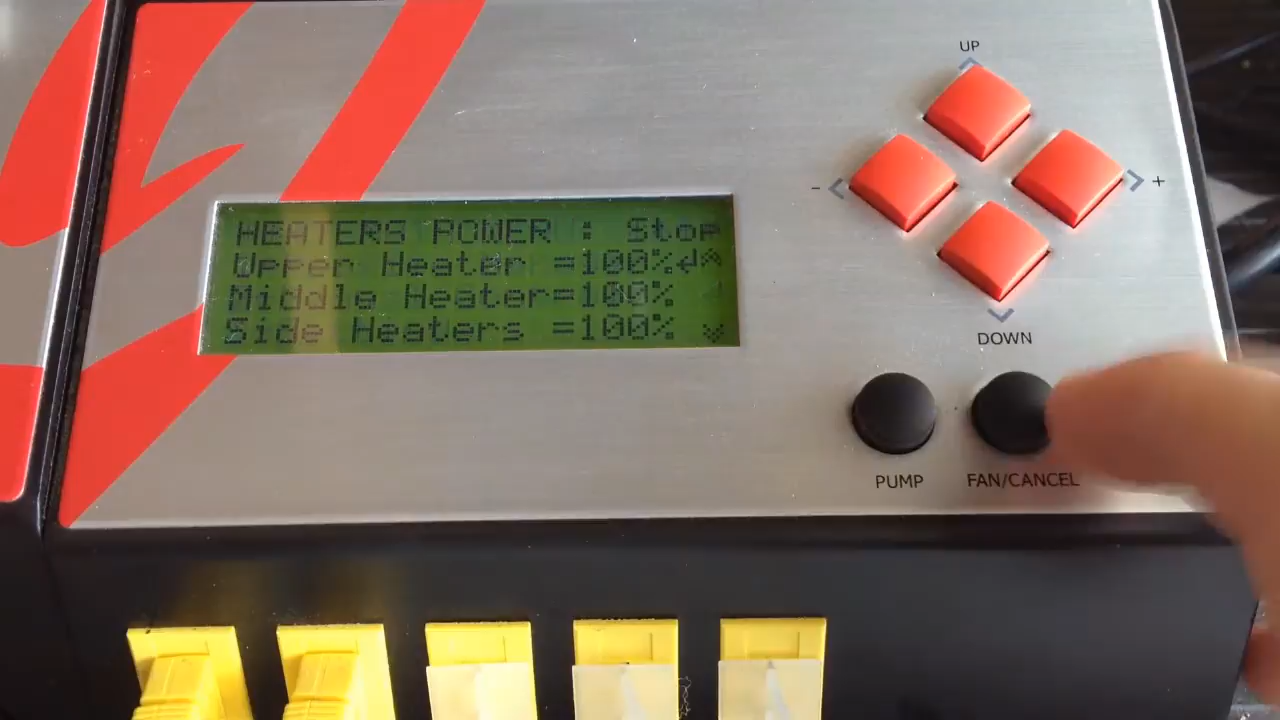 UP
- +
HEATERS POWER : Stop
Upper Heater =100%
Middle Heater=100%
Side Heaters =100%
DOWN
PUMP FAN/CANCEL